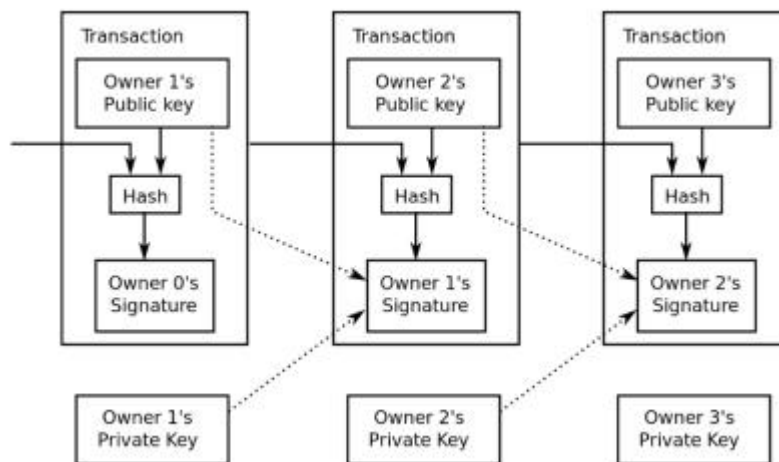 Transaction
Owner 1's
Public key
Hash
Owner 0's
Signature
Transaction
Owner 2's
Public key
Hash
Owner 1's
Signature
Transaction
Owner 3's
Public key
Hash
Owner 2's
Signature
Owner 1's
Private Key
Owner 2's
Private Key
Owner 3's
Private Key